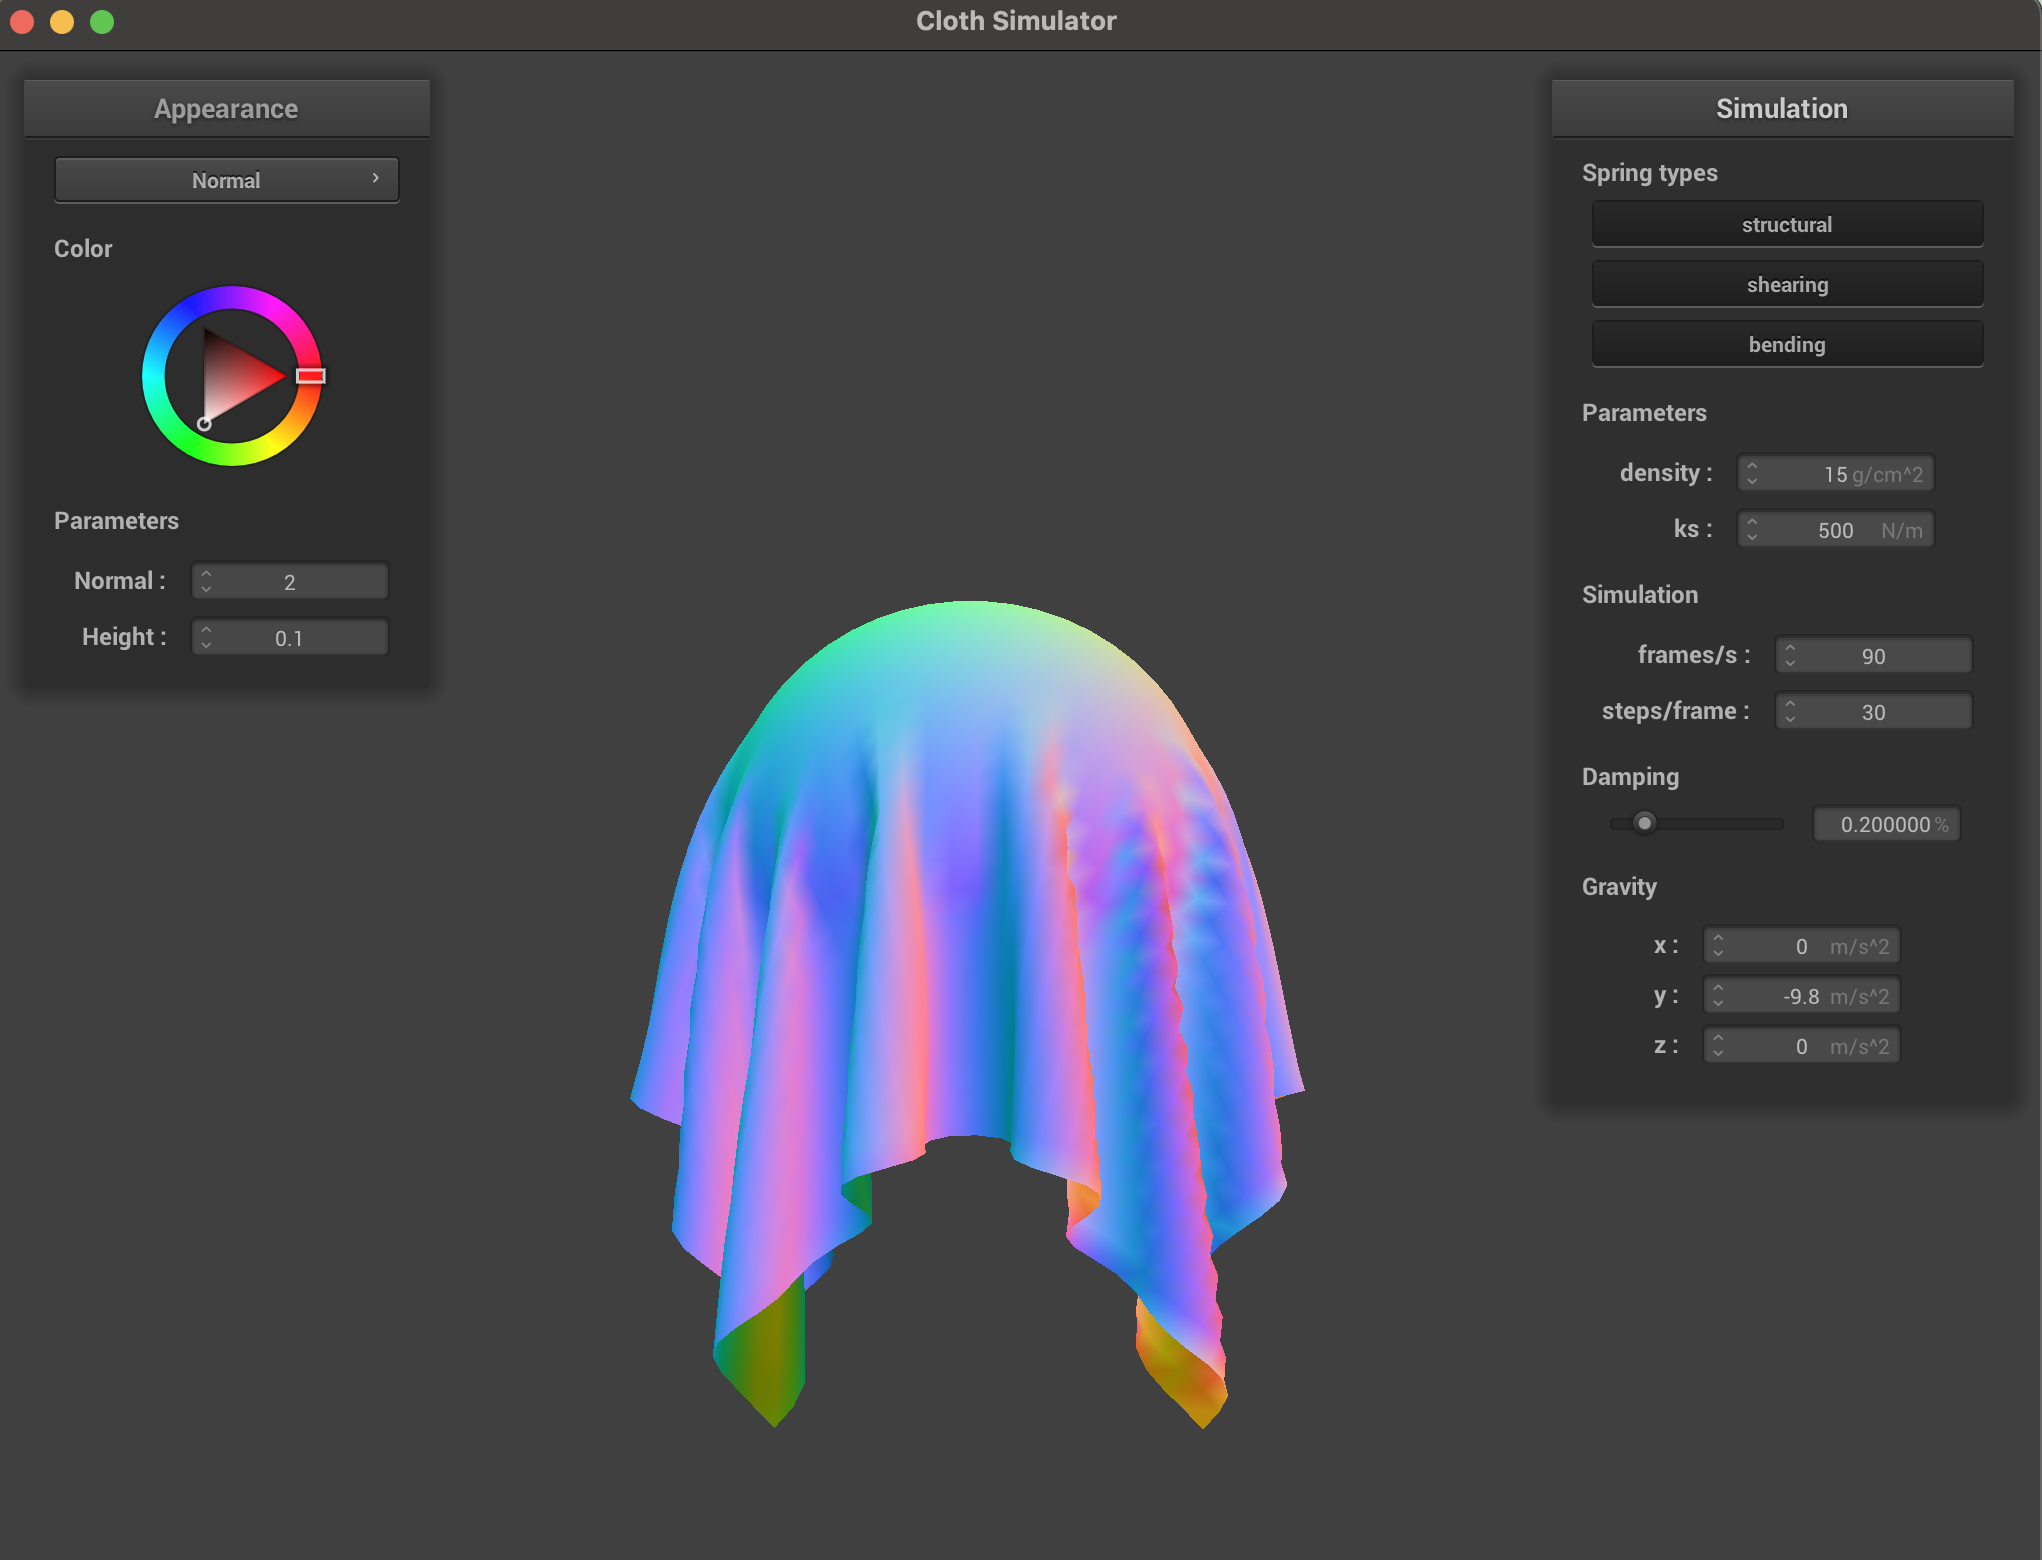 Cloth Simulator
Appearance
Normal
Color
Parameters
Normal : 2
Height : 0.1
Simulation
Spring types
structural
shearing
bending
Parameters
density : 15 g/cm^2
ks : 500 N/m
Simulation
frames/s : 90
steps/frame : 30
Damping
0.200000 %
Gravity
x : 0 m/s^2
y : -9.8 m/s^2
z : 0 m/s^2